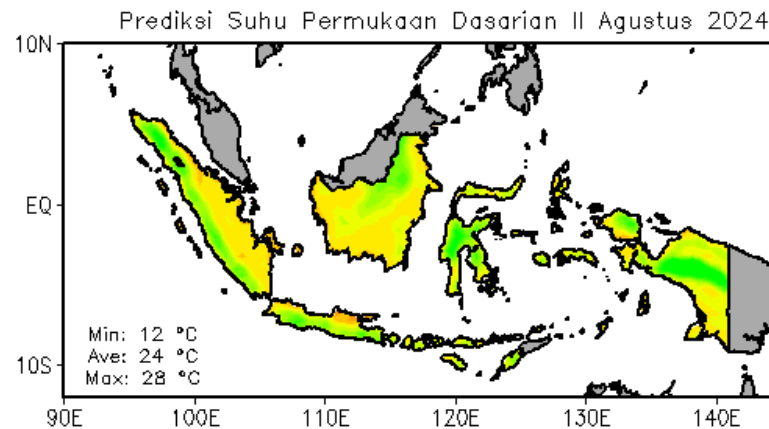 Prediksi Suhu Permukaan Dasarian II Agustus 2024
10N
EQ
10S
Min: 12 °C
Ave: 24 °C
Max: 28 °C
90E 100E 110E 120E 130E 140E